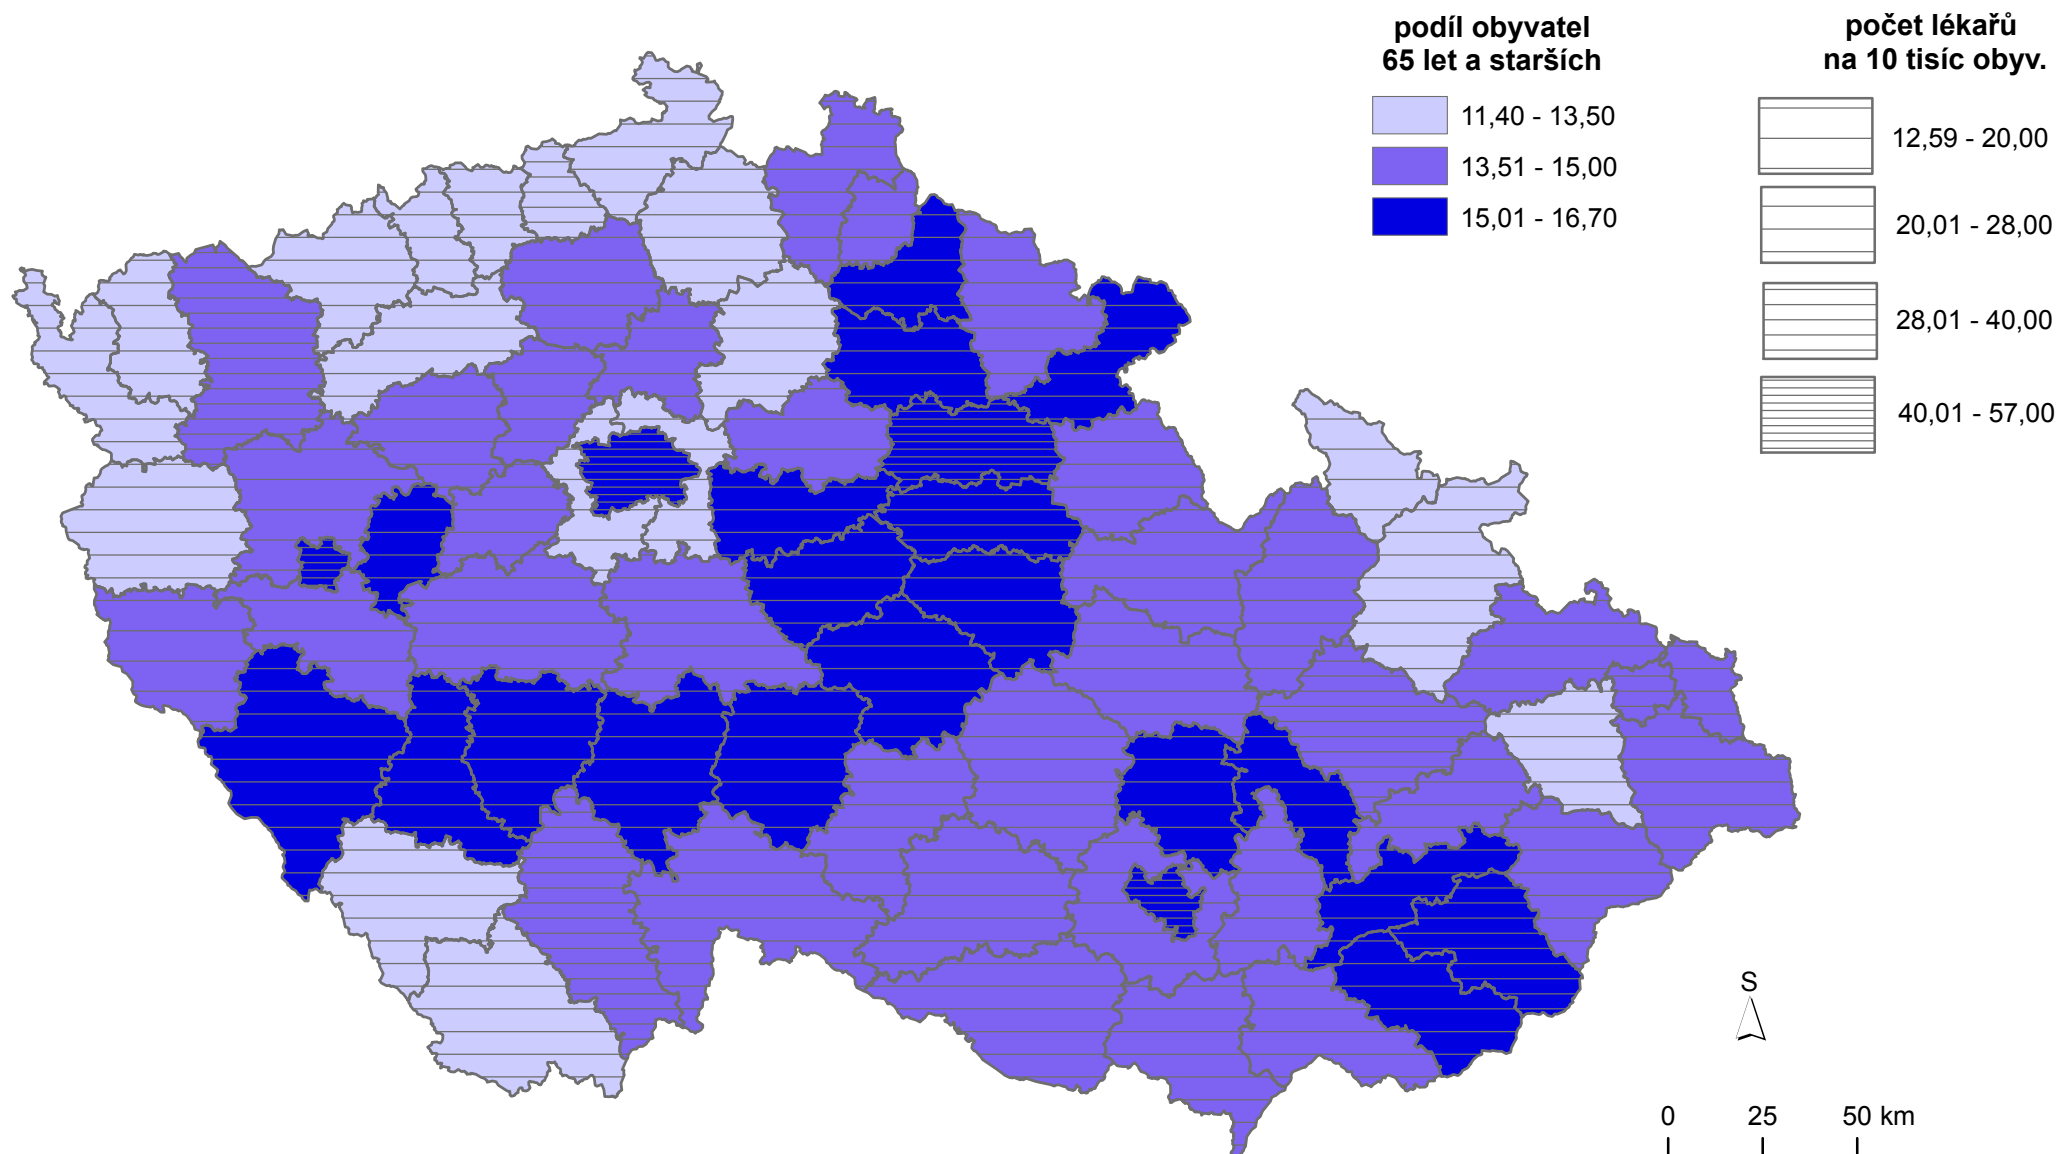 podíl obyvatel
65 let a starších
11,40 - 13,50
13,51 - 15,00
15,01 - 16,70
počet lékařů
na 10 tisíc obyv.
12,59 - 20,00
20,01 - 28,00
28,01 - 40,00
40,01 - 57,00
S
0 25 50 km